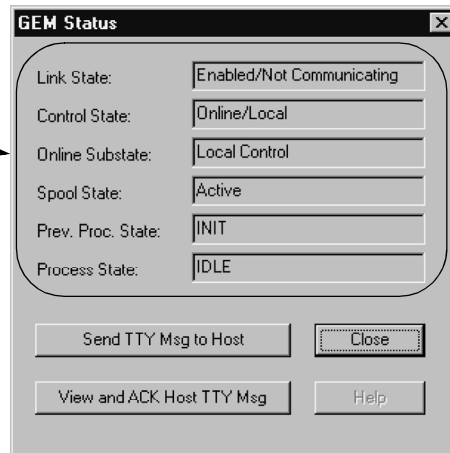 GEM Status
Link State: Enabled/Not Communicating
Control State: Online/Local
Online Substate: Local Control
Spool State: Active
Prev. Proc. State: INIT
Process State: IDLE
Send TTY Msg to Host Close
View and ACK Host TTY Msg Help